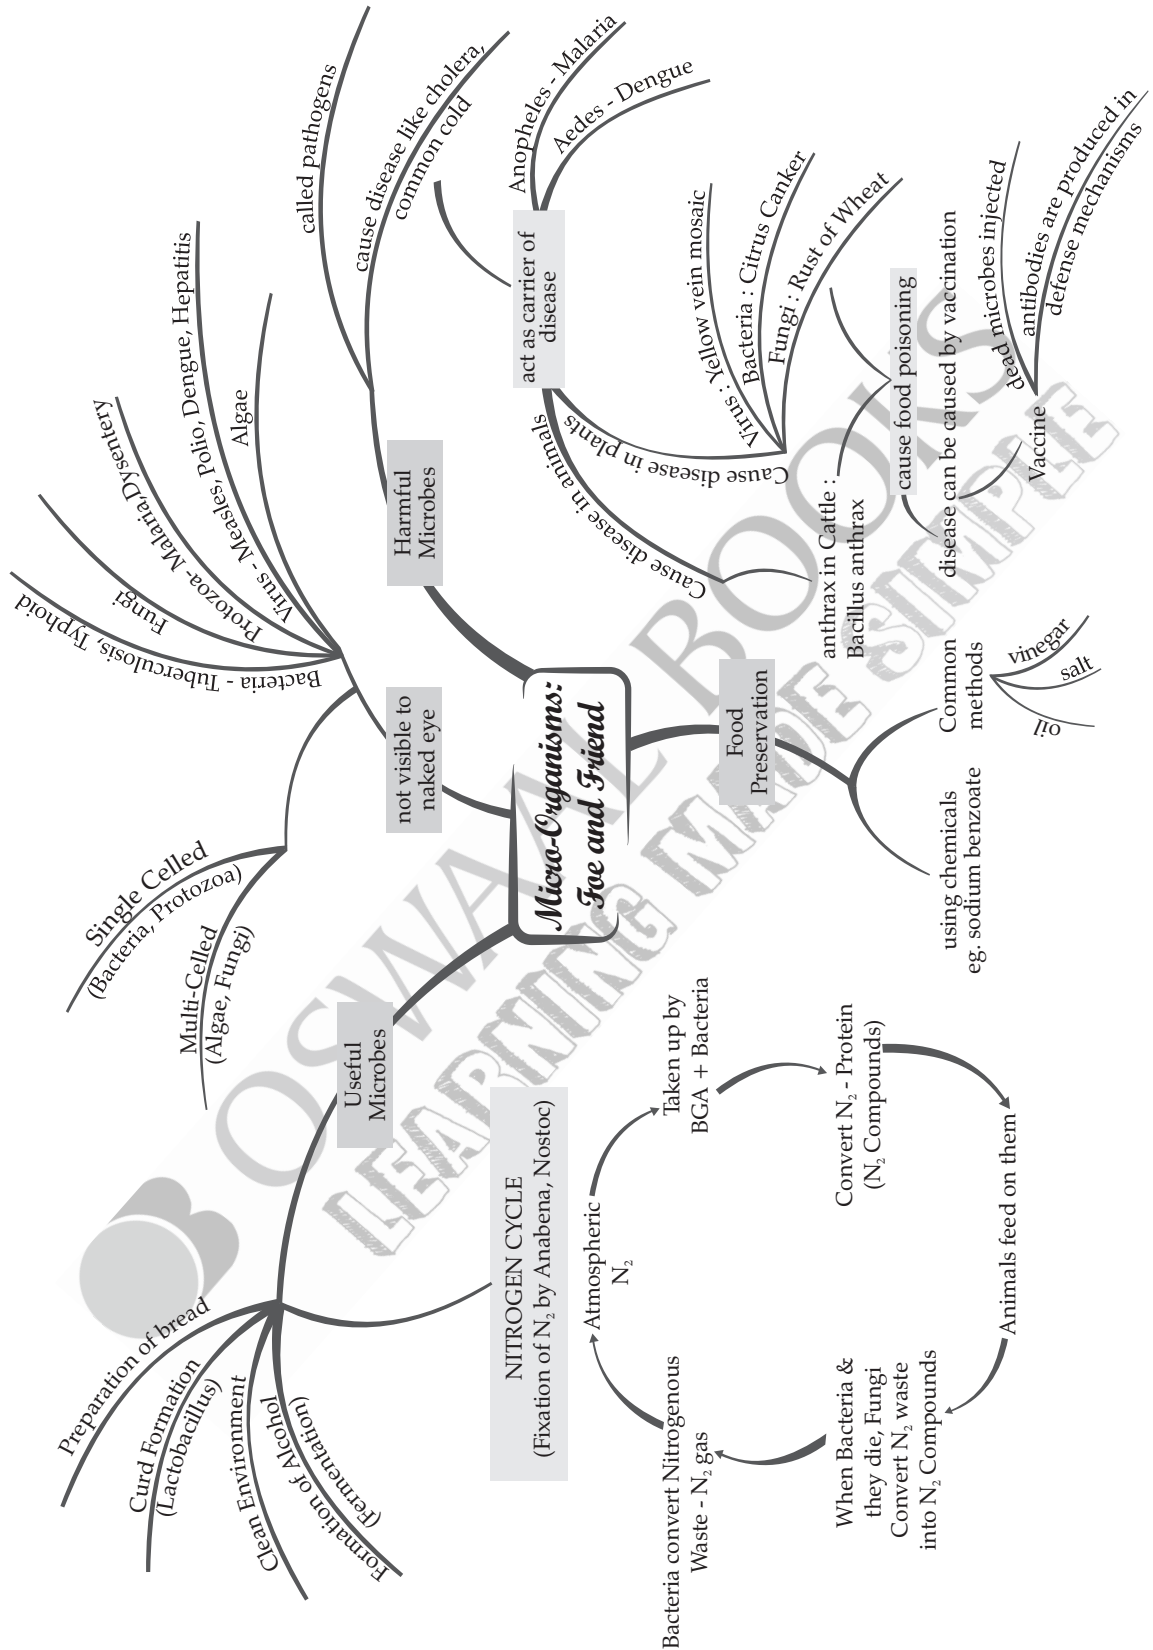 Micro-Organisms:
Foe and Friend
Useful
Microbes
Preparation of bread
Curd Formation
(Lactobacillus)
Clean Environment
Formation of Alcohol
(Fermentation)
NITROGEN CYCLE
(Fixation of N₂ by Anabena, Nostoc)
Atmospheric
N₂
Taken up by
BGA + Bacteria
Convert N₂ - Protein
(N₂ Compounds)
Animals feed on them
When Bacteria &
they die, Fungi
Convert N₂ waste
into N₂ Compounds
Bacteria convert Nitrogenous
Waste - N₂ gas
not visible to
naked eye
Single Celled
(Bacteria, Protozoa)
Multi-Celled
(Algae, Fungi)
Bacteria - Tuberculosis, Typhoid
Fungi
Protozoa- Malaria,Dysentery
Virus - Measles, Polio, Dengue, Hepatitis
Algae
Harmful
Microbes
called pathogens
cause disease like cholera,
common cold
act as carrier of
disease
Anopheles - Malaria
Aedes - Dengue
Cause disease in animals
anthrax in Cattle :
Bacillus anthrax
Cause disease in plants
Virus : Yellow vein mosaic
Bacteria : Citrus Canker
Fungi : Rust of Wheat
cause food poisoning
disease can be caused by vaccination
Vaccine
dead microbes injected
antibodies are produced in
defense mechanisms
Food
Preservation
using chemicals
eg. sodium benzoate
Common
methods
oil
salt
vinegar
OSWAAL BOOKS
LEARNING MADE SIMPLE